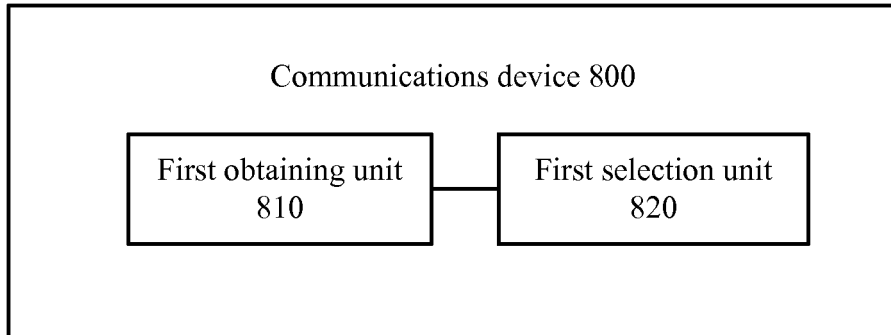 Communications device 800
First obtaining unit
810
First selection unit
820